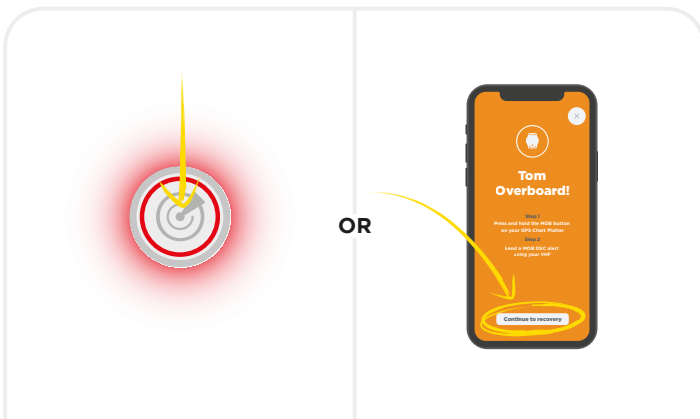 OR
Tom
Overboard!
Step 1
Press and hold the MOB button
on your GPS Chart Plotter
Step 2
Send a MOB DSC alert
using your VHF
Continue to recovery